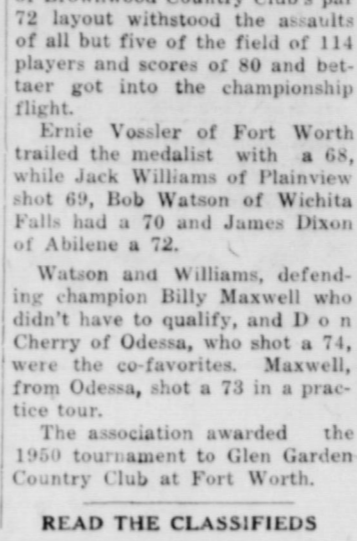 of Brownwood Country Club's par
72 layout withstood the assaults
of all but five of the field of 114
players and scores of 80 and bet-
taer got into the championship
flight.
Ernie Vossler of Fort Worth
trailed the medalist with a 68,
while Jack Williams of Plainview
shot 69, Bob Watson of Wichita
Falls had a 70 and James Dixon
of Abilene a 72.
Watson and Williams, defend-
ing champion Billy Maxwell who
didn't have to qualify, and D o n
Cherry of Odessa, who shot a 74,
were the co-favorites. Maxwell,
from Odessa, shot a 73 in a prac-
tice tour.
The association awarded the
1950 tournament to Glen Garden
Country Club at Fort Worth.
READ THE CLASSIFIEDS